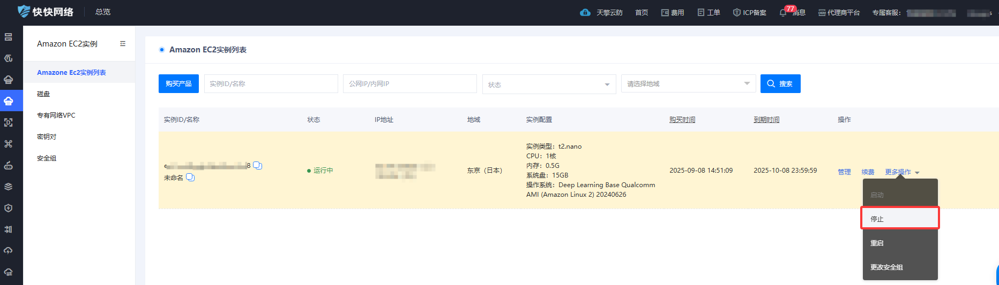 快快网络
总览
天擎云防
首页
费用
工单
ICP备案
77
消息
代理商平台
专属客服：
Amazon EC2实例
Amazone Ec2实例列表
磁盘
专有网络VPC
密钥对
安全组
Amazon EC2实例列表
购买产品
实例ID/名称
公网IP/内网IP
状态
请选择地域
搜索
实例ID/名称
状态
IP地址
地域
实例配置
购买时间
到期时间
操作
未命名
运行中
东京（日本）
实例类型：t2.nano
CPU：1核
内存：0.5G
系统盘：15GB
操作系统：Deep Learning Base Qualcomm
AMI (Amazon Linux 2) 20240626
2025-09-08 14:51:09
2025-10-08 23:59:59
管理
续费
更多操作
启动
停止
重启
更改安全组